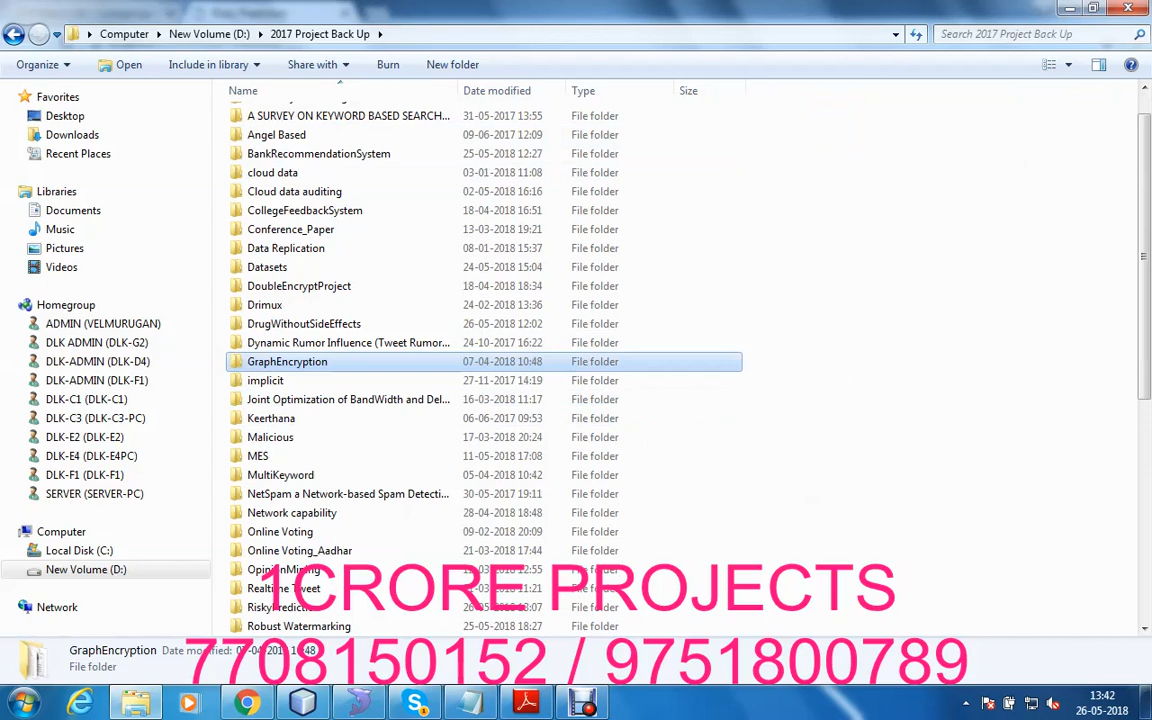 Computer ▸ New Volume (D:) ▸ 2017 Project Back Up ▸
Search 2017 Project Back Up
Organize Open Include in library Share with Burn New folder
Name Date modified Type Size
Favorites
Desktop
Downloads
Recent Places
Libraries
Documents
Music
Pictures
Videos
Homegroup
ADMIN (VELMURUGAN)
DLK ADMIN (DLK-G2)
DLK-ADMIN (DLK-D4)
DLK-ADMIN (DLK-F1)
DLK-C1 (DLK-C1)
DLK-C3 (DLK-C3-PC)
DLK-E2 (DLK-E2)
DLK-E4 (DLK-E4PC)
DLK-F1 (DLK-F1)
SERVER (SERVER-PC)
Computer
Local Disk (C:)
New Volume (D:)
Network
A SURVEY ON KEYWORD BASED SEARCH... 31-05-2017 13:55 File folder
Angel Based 09-06-2017 12:09 File folder
BankRecommendationSystem 25-05-2018 12:27 File folder
cloud data 03-01-2018 11:08 File folder
Cloud data auditing 02-05-2018 16:16 File folder
CollegeFeedbackSystem 18-04-2018 16:51 File folder
Conference_Paper 13-03-2018 19:21 File folder
Data Replication 08-01-2018 15:37 File folder
Datasets 24-05-2018 15:04 File folder
DoubleEncryptProject 18-04-2018 18:34 File folder
Drimux 24-02-2018 13:36 File folder
DrugWithoutSideEffects 26-05-2018 12:02 File folder
Dynamic Rumor Influence (Tweet Rumor... 24-10-2017 16:22 File folder
GraphEncryption 07-04-2018 10:48 File folder
implicit 27-11-2017 14:19 File folder
Joint Optimization of BandWidth and Del... 16-03-2018 11:17 File folder
Keerthana 06-06-2017 09:53 File folder
Malicious 17-03-2018 20:24 File folder
MES 11-05-2018 17:08 File folder
MultiKeyword 05-04-2018 10:42 File folder
NetSpam a Network-based Spam Detecti... 30-05-2017 19:11 File folder
Network capability 28-04-2018 18:48 File folder
Online Voting 09-02-2018 20:09 File folder
Online Voting_Aadhar 21-03-2018 17:44 File folder
OpinionMining File folder
Realtime Tweet File folder
RiskyPrediction File folder
Robust Watermarking 25-05-2018 18:27 File folder
1CRORE PROJECTS
7708150152 / 9751800789
GraphEncryption Date modified:
File folder
13:42
26-05-2018